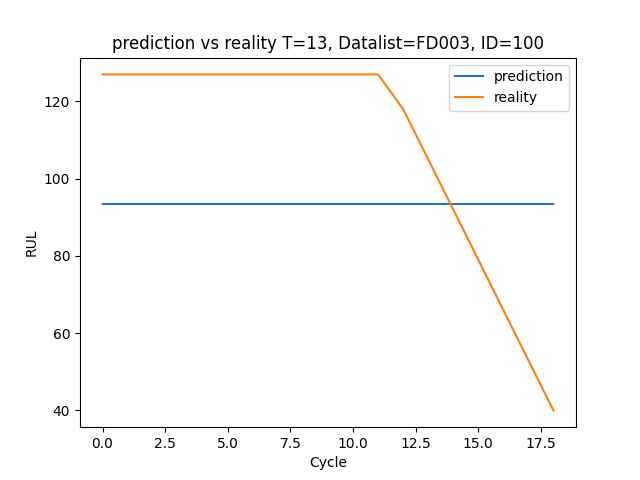 prediction vs reality T=13, Datalist=FD003, ID=100
prediction
reality
120
100
80
60
40
RUL
0.0 2.5 5.0 7.5 10.0 12.5 15.0 17.5
Cycle